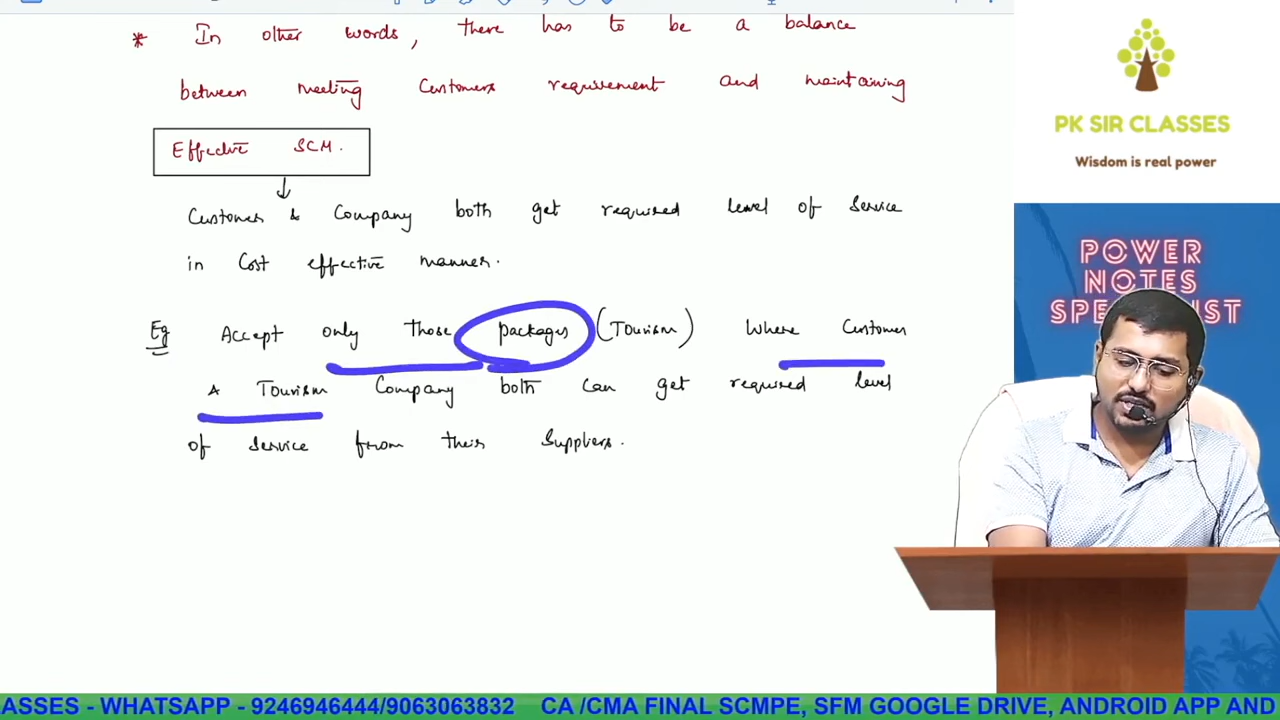 * In other words, there has to be a balance
between meeting Customers requirement and maintaining
Effective SCM.
Customer & Company both get required level of Service
in Cost effective manner.
Eg Accept only those packages (Tourism) where Customer
& Tourism Company both can get required level
of Service from their Suppliers.
PK SIR CLASSES
Wisdom is real power
POWER
NOTES
ASSES - WHATSAPP - 9246946444/9063063832 CA /CMA FINAL SCMPE, SFM GOOGLE DRIVE, ANDROID APP AND